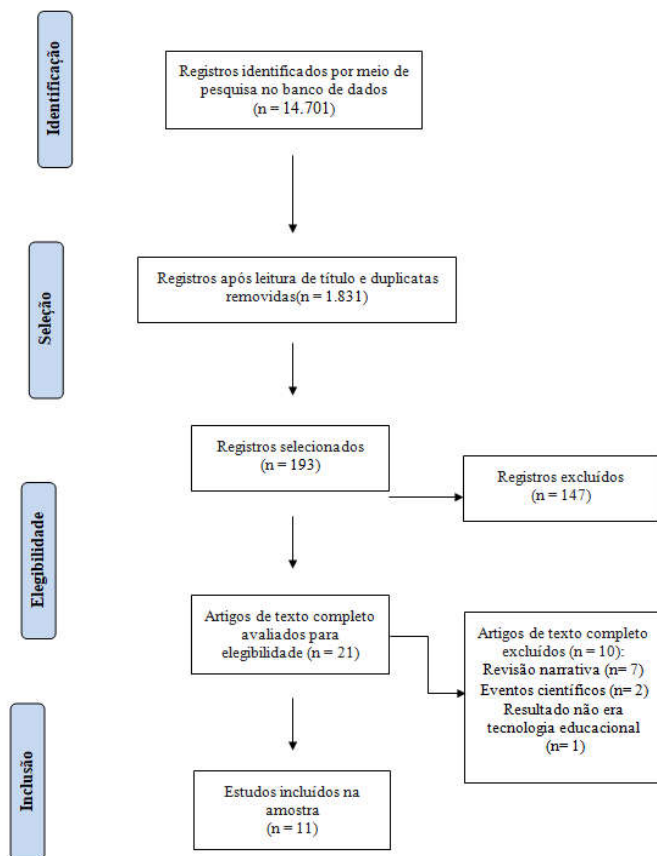 Identificação
Registros identificados por meio de
pesquisa no banco de dados
(n = 14.701)
Seleção
Registros após leitura de título e duplicatas
removidas(n = 1.831)
Elegibilidade
Registros selecionados
(n = 193)
Registros excluídos
(n = 147)
Artigos de texto completo
avaliados para
elegibilidade (n = 21)
Artigos de texto completo
excluídos (n = 10):
Revisão narrativa (n= 7)
Eventos científicos (n= 2)
Resultado não era
tecnologia educacional
(n= 1)
Inclusão
Estudos incluídos na
amostra
(n = 11)